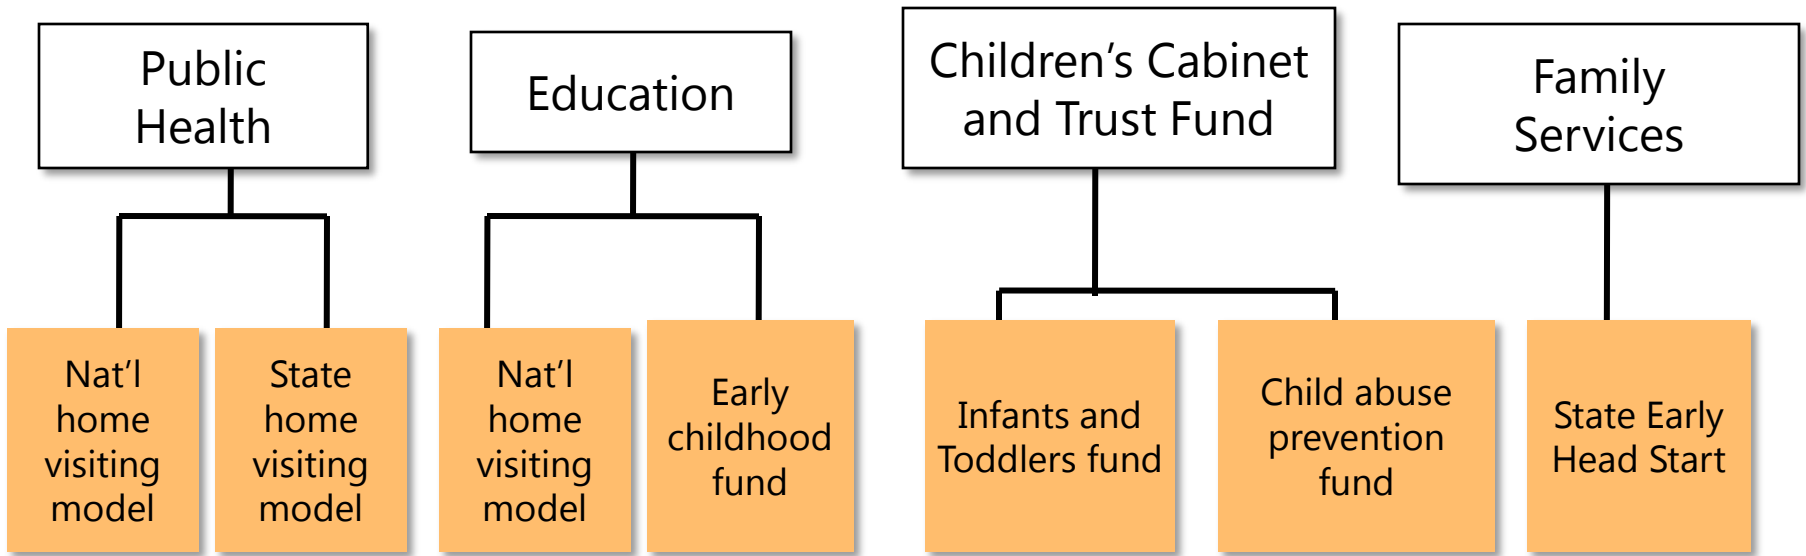 Public
Health
Education
Children’s Cabinet
and Trust Fund
Family
Services
Nat’l
home
visiting
model
State
home
visiting
model
Nat’l
home
visiting
model
Early
childhood
fund
Infants and
Toddlers fund
Child abuse
prevention
fund
State Early
Head Start